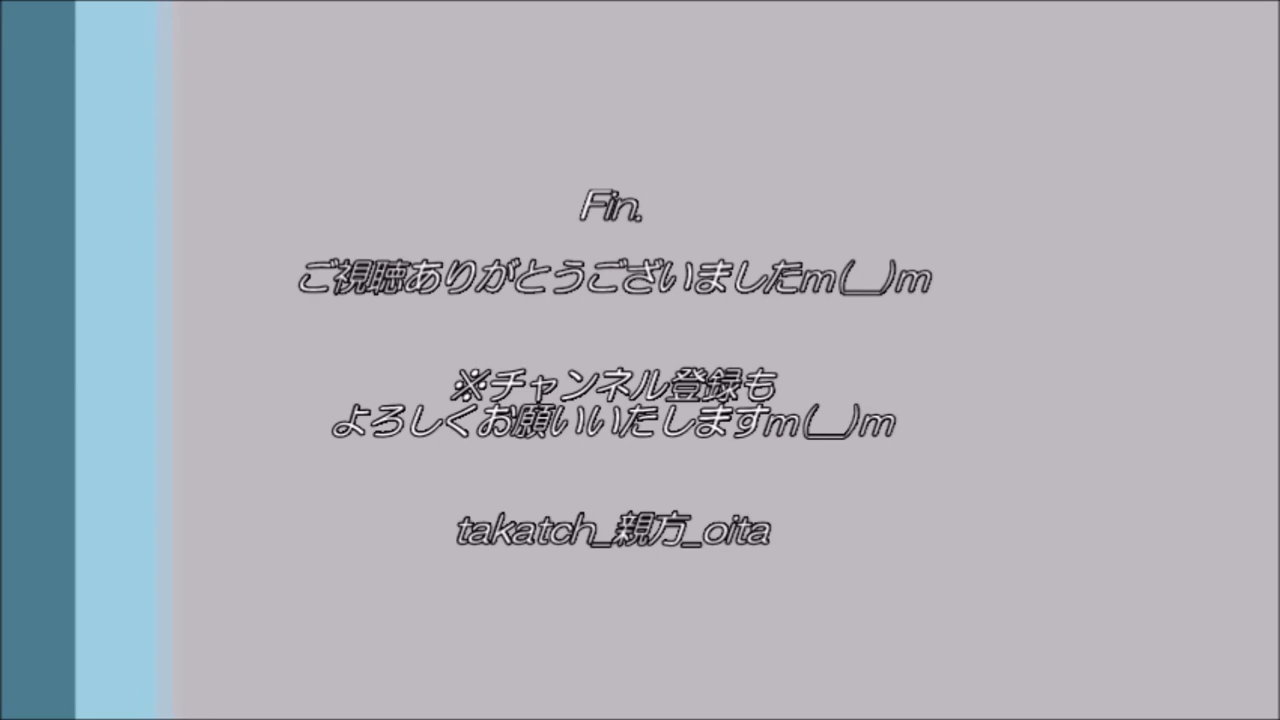 Fin.
ご視聴ありがとうございましたm(__)m
※チャンネル登録も
よろしくお願いいたしますm(__)m
takatch_親方_oita